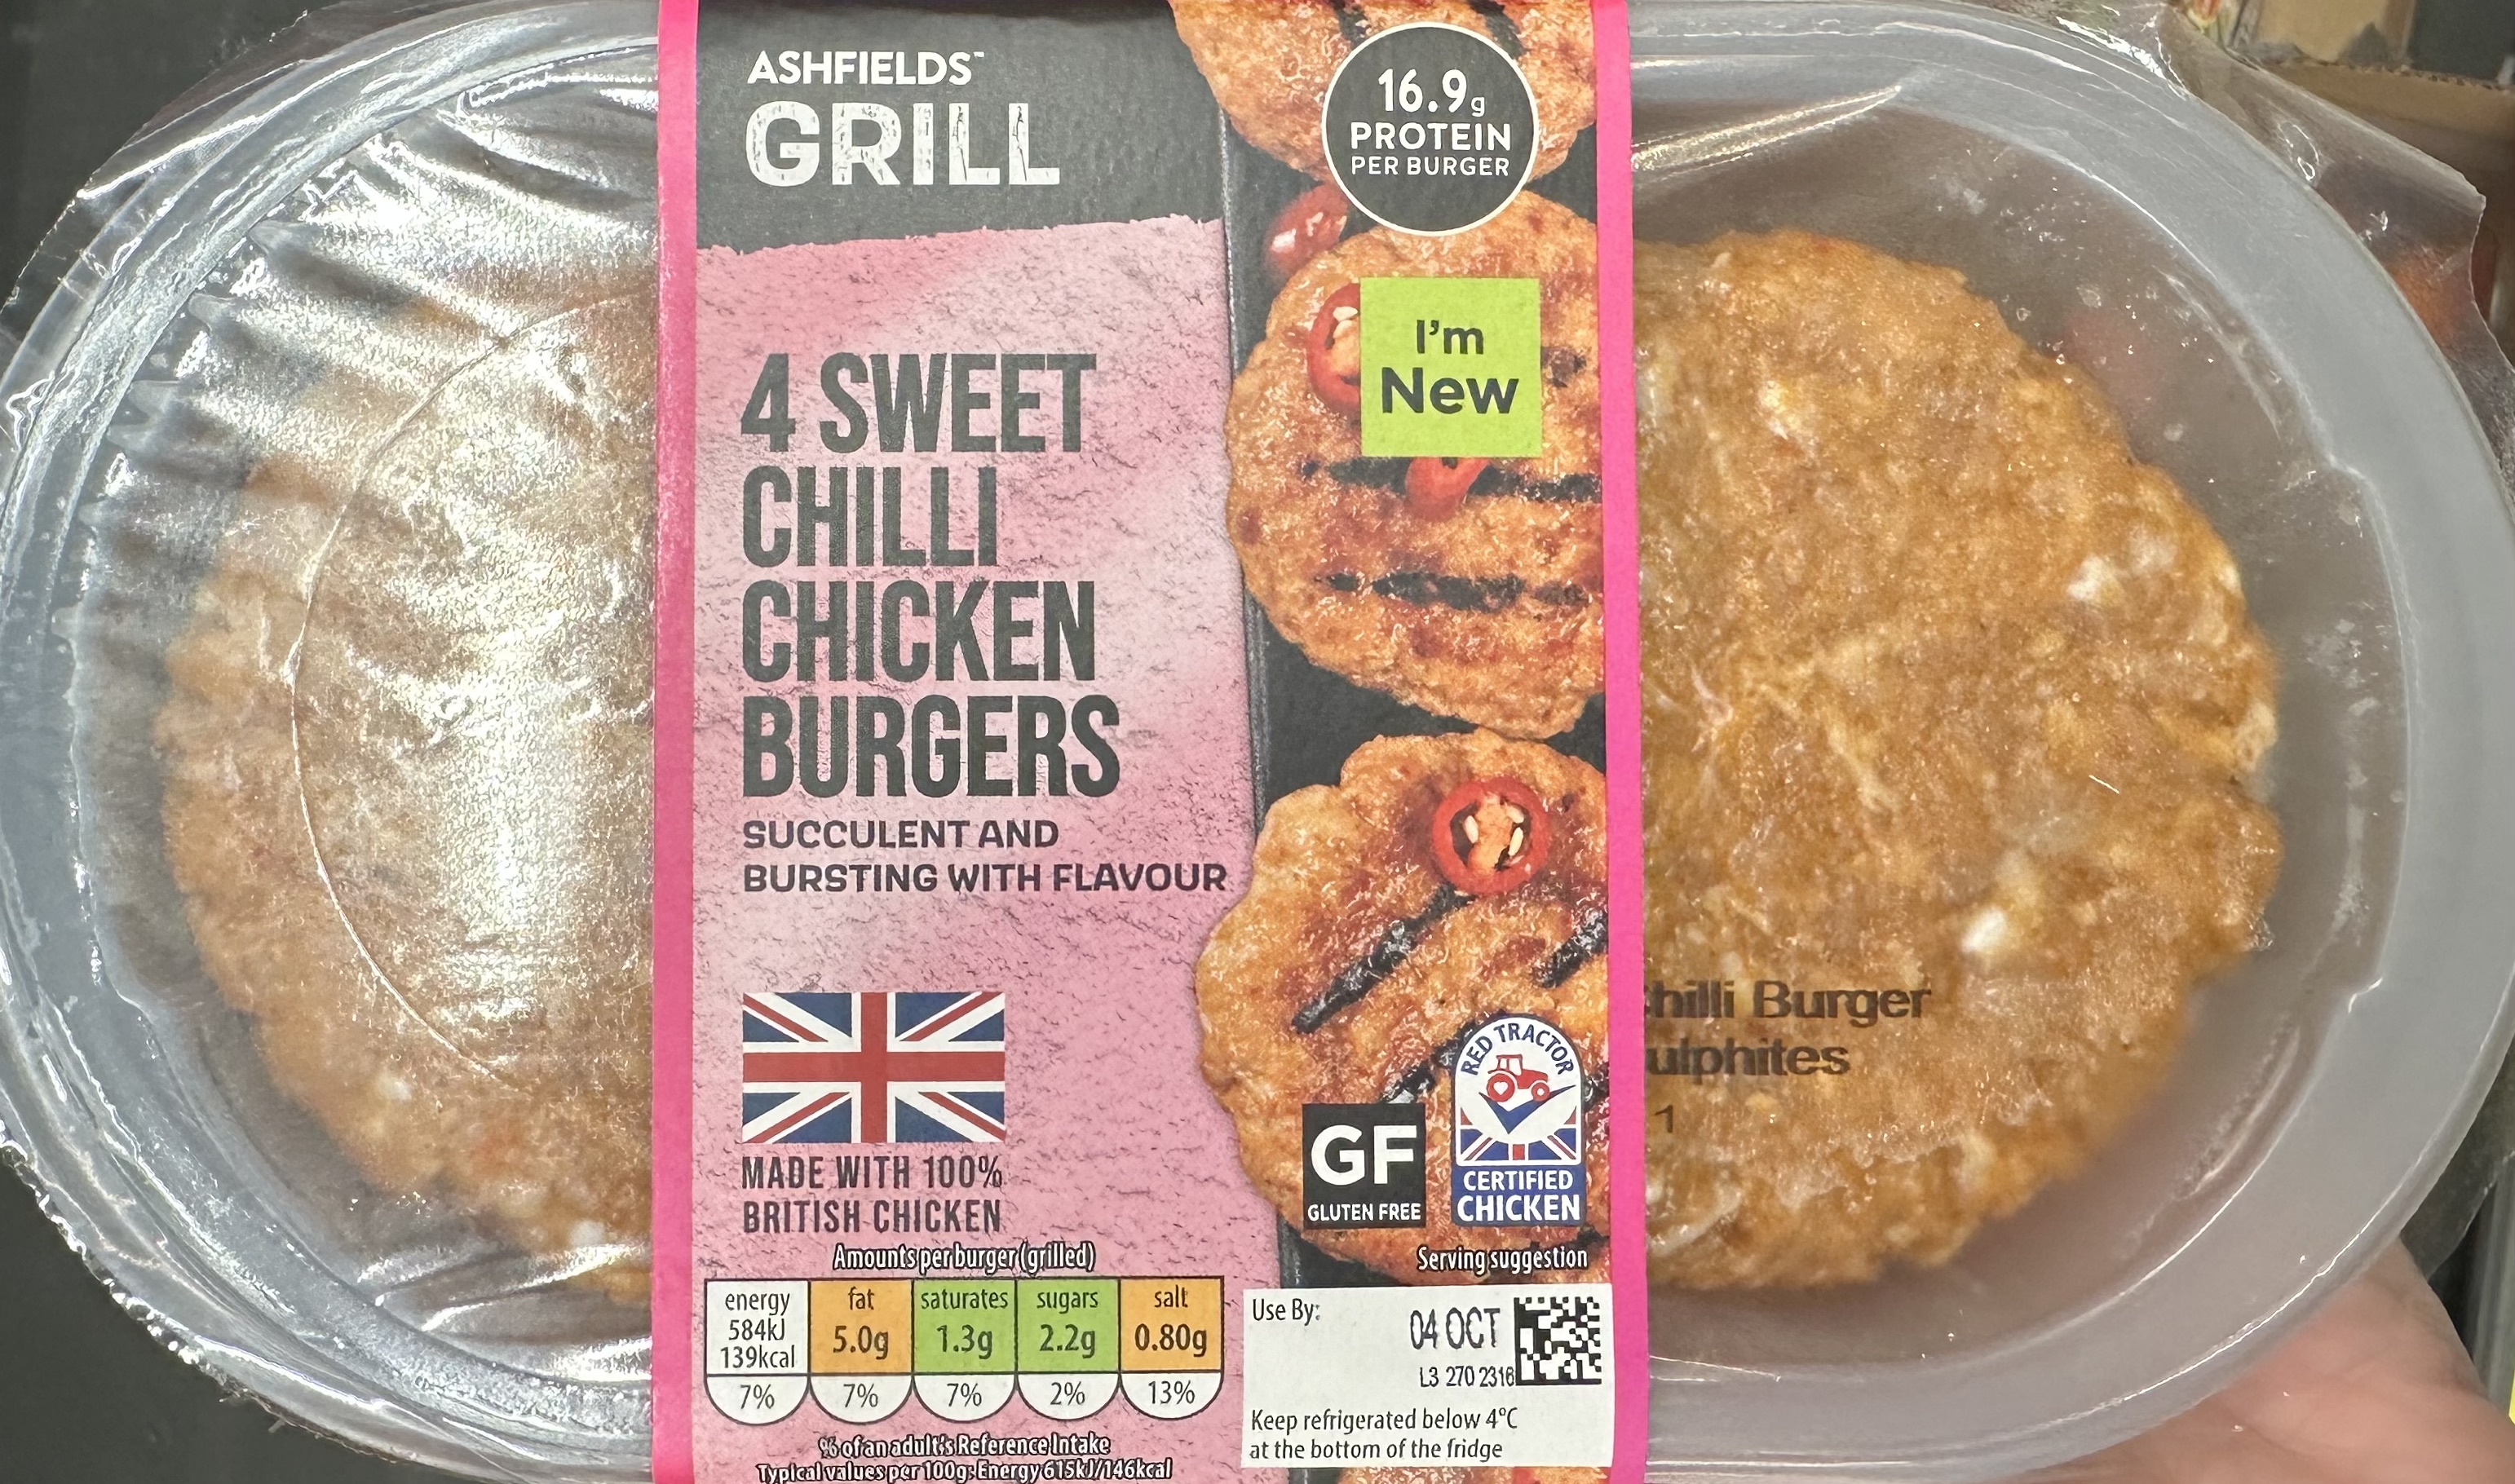 ASHFIELDS™
GRILL
16.9g
PROTEIN
PER BURGER
I'm
New
4 SWEET
CHILLI
CHICKEN
BURGERS
SUCCULENT AND
BURSTING WITH FLAVOUR
MADE WITH 100%
BRITISH CHICKEN
GF
GLUTEN FREE
RED TRACTOR
CERTIFIED
CHICKEN
hilli Burger
ulphites
1
Serving suggestion
Amounts per burger (grilled)
energy 584kJ 139kcal 7%
fat 5.0g 7%
saturates 1.3g 7%
sugars 2.2g 2%
salt 0.80g 13%
% of an adult's Reference Intake
Typical values per 100g: Energy 615kJ/146kcal
Use By: 04 OCT
L3 270 2316
Keep refrigerated below 4°C
at the bottom of the fridge